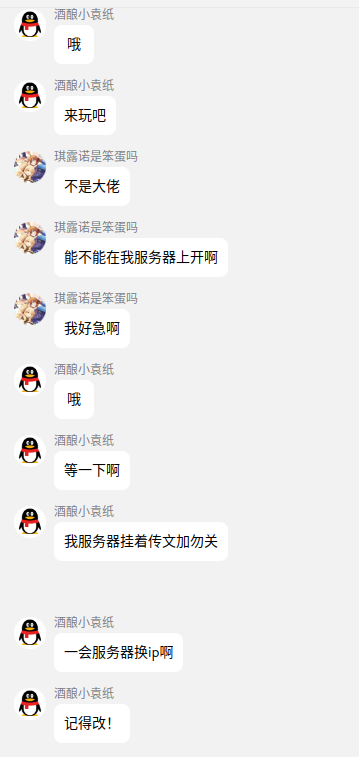 酒酿小袁纸
哦
酒酿小袁纸
来玩吧
琪露诺是笨蛋吗
不是大佬
琪露诺是笨蛋吗
能不能在我服务器上开啊
琪露诺是笨蛋吗
我好急啊
酒酿小袁纸
哦
酒酿小袁纸
等一下啊
酒酿小袁纸
我服务器挂着传文加勿关
酒酿小袁纸
一会服务器换ip啊
酒酿小袁纸
记得改！